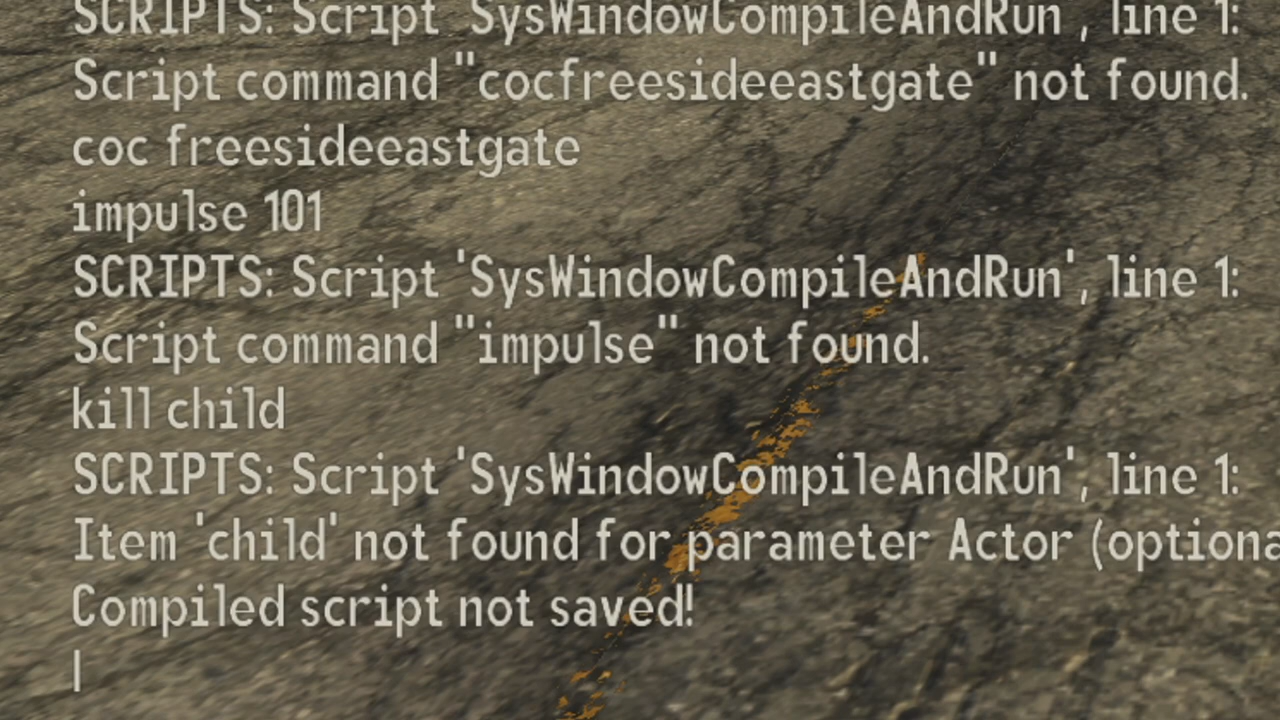 SCRIPTS: Script 'SysWindowCompileAndRun', line 1:
Script command "cocfreesideeastgate" not found.
coc freesideeastgate
impulse 101
SCRIPTS: Script 'SysWindowCompileAndRun', line 1:
Script command "impulse" not found.
kill child
SCRIPTS: Script 'SysWindowCompileAndRun', line 1:
Item 'child' not found for parameter Actor (optiona
Compiled script not saved!
|